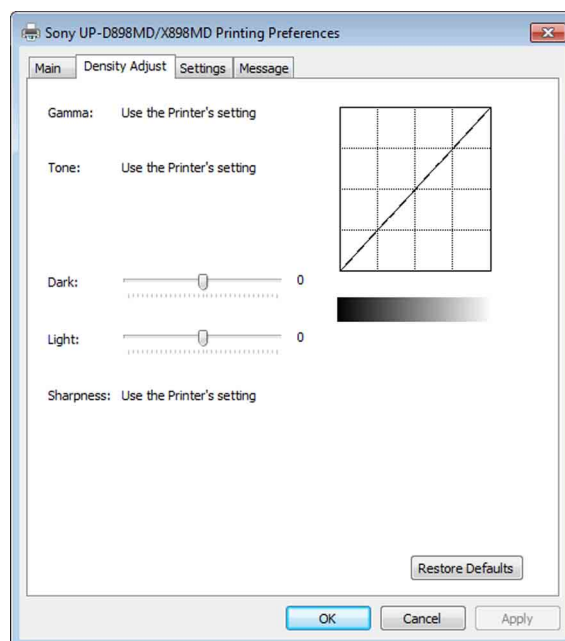 Sony UP-D898MD/X898MD Printing Preferences
Main Density Adjust Settings Message
Gamma: Use the Printer's setting
Tone: Use the Printer's setting
Dark: 0
Light: 0
Sharpness: Use the Printer's setting
Restore Defaults
OK Cancel Apply